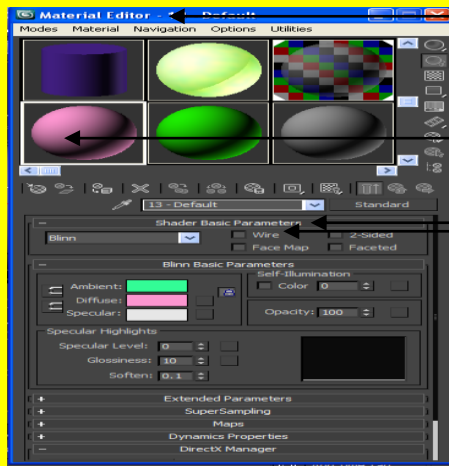 Material Editor - Default
Modes Material Navigation Options Utilities
13 - Default Standard
Shader Basic Parameters
Blinn Wire 2-Sided
Face Map Faceted
Blinn Basic Parameters
Self-Illumination
Ambient: Color 0
Diffuse:
Specular: Opacity: 100
Specular Highlights
Specular Level: 0
Glossiness: 10
Soften: 0.1
Extended Parameters
SuperSampling
Maps
Dynamics Properties
DirectX Manager